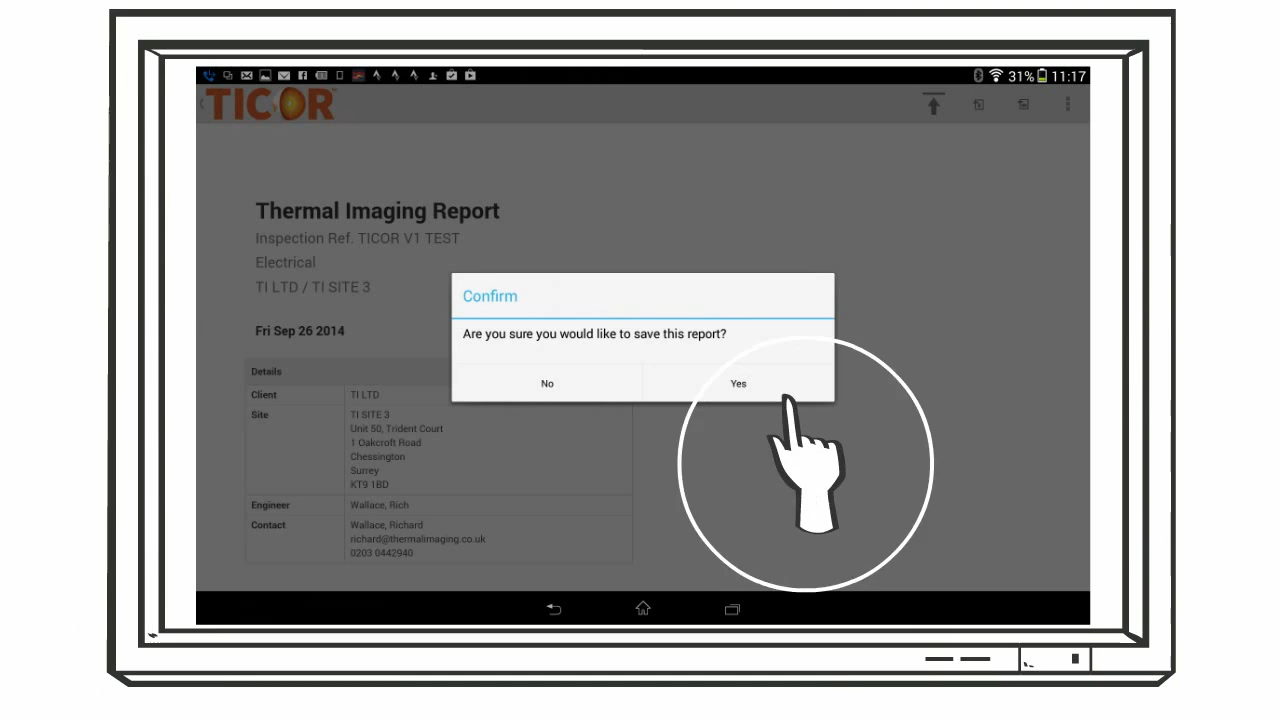 31% 11:17
TICOR
Thermal Imaging Report
Inspection Ref. TICOR V1 TEST
Electrical
TI LTD / TI SITE 3
Fri Sep 26 2014
Confirm
Are you sure you would like to save this report?
No Yes
Details
Client TI LTD
Site TI SITE 3
Unit 50, Trident Court
1 Oakcroft Road
Chessington
Surrey
KT9 1BD
Engineer Wallace, Rich
Contact Wallace, Richard
richard@thermalimaging.co.uk
0203 0442940